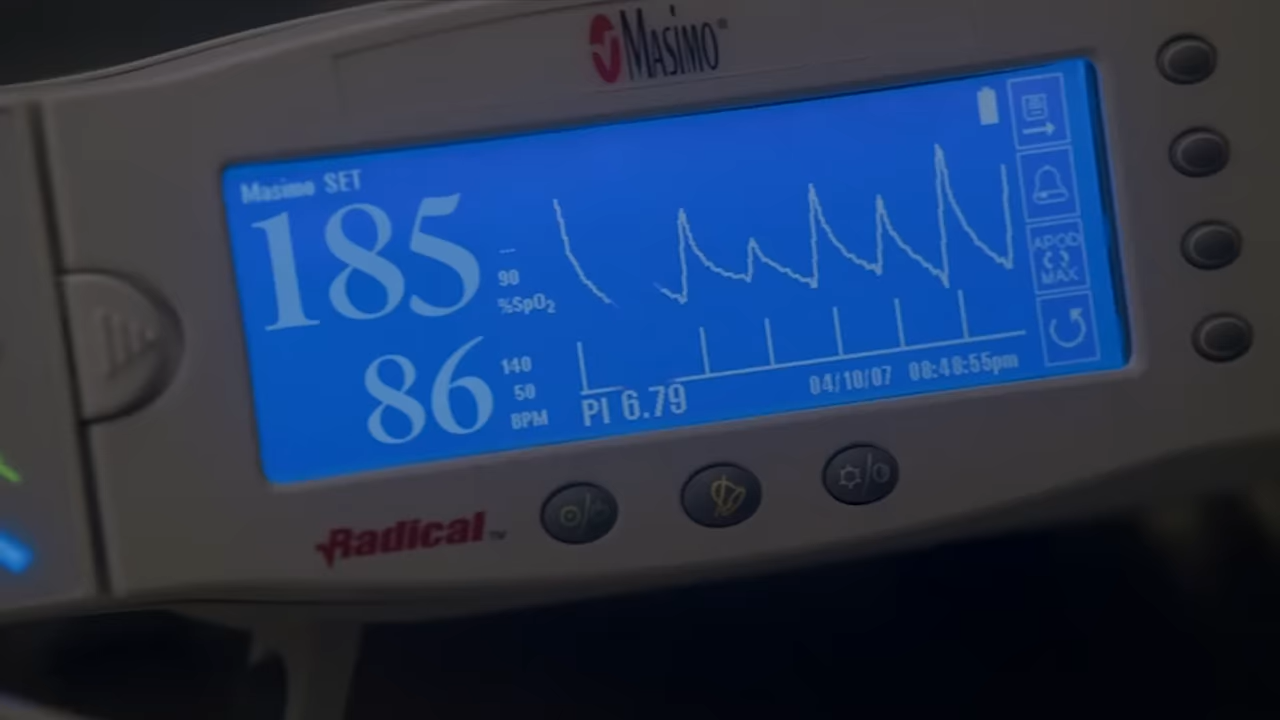 Masimo
Masimo SET
185
--
90
%SpO₂
86
140
50
BPM
PI 6.79
04/10/07 08:48:55pm
APOD
MAX
Radical™